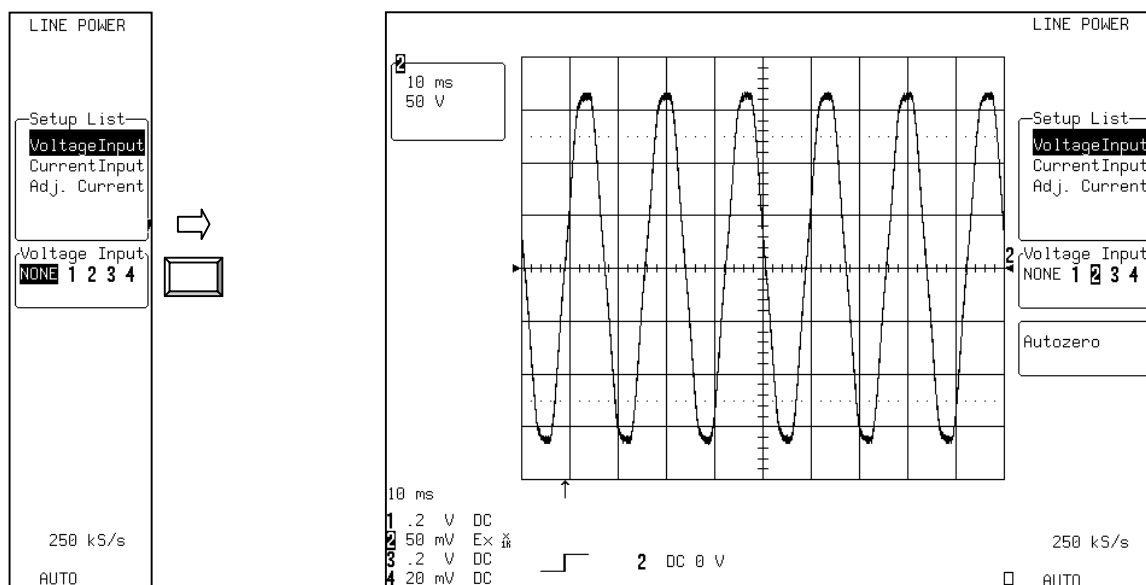 LINE POWER
Setup List
VoltageInput
CurrentInput
Adj. Current
Voltage Input
NONE 1 2 3 4
250 kS/s
AUTO
LINE POWER
2
10 ms
50 V
2
Setup List
VoltageInput
CurrentInput
Adj. Current
Voltage Input
NONE 1 2 3 4
Autozero
10 ms
1 .2 V DC
2 50 mV Ex
3 .2 V DC
4 20 mV DC
2 DC 0 V
250 kS/s
AUTO